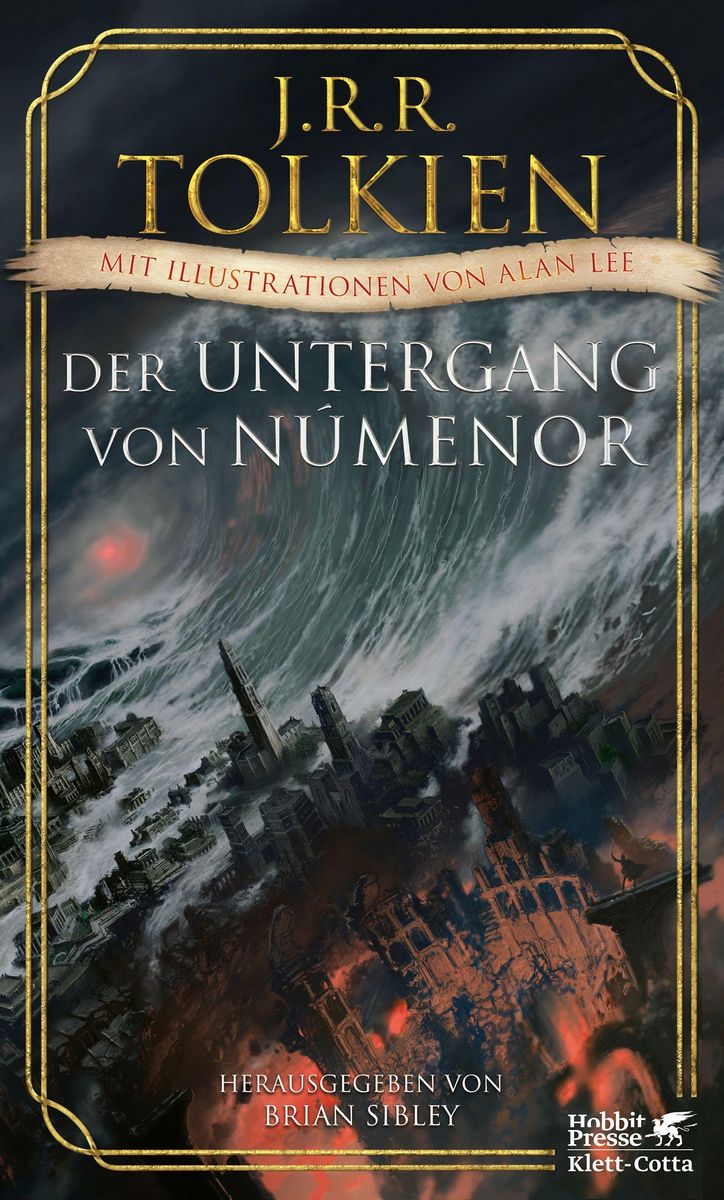 J.R.R.
TOLKIEN
MIT ILLUSTRATIONEN VON ALAN LEE
DER UNTERGANG
VON NÚMENOR
HERAUSGEGEBEN VON
BRIAN SIBLEY
Hobbit
Presse
Klett-Cotta